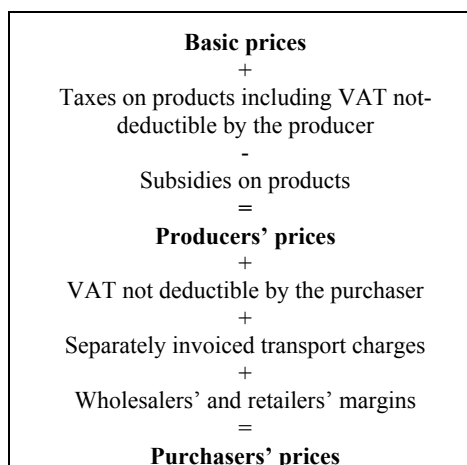 Basic prices
+
Taxes on products including VAT not-
deductible by the producer
-
Subsidies on products
=
Producers’ prices
+
VAT not deductible by the purchaser
+
Separately invoiced transport charges
+
Wholesalers’ and retailers’ margins
=
Purchasers’ prices